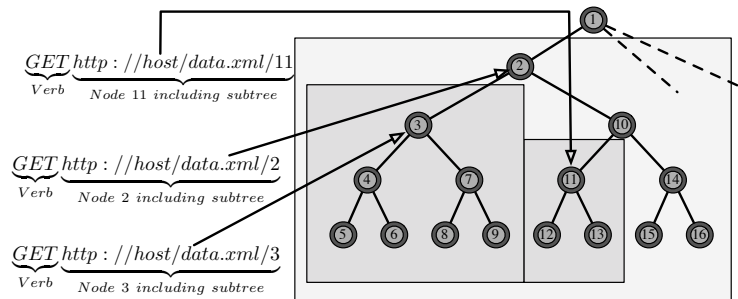 GET http : //host/data.xml/11
Verb Node 11 including subtree
GET http : //host/data.xml/2
Verb Node 2 including subtree
GET http : //host/data.xml/3
Verb Node 3 including subtree
1
2
3 10
4 7 11 14
5 6 8 9 12 13 15 16